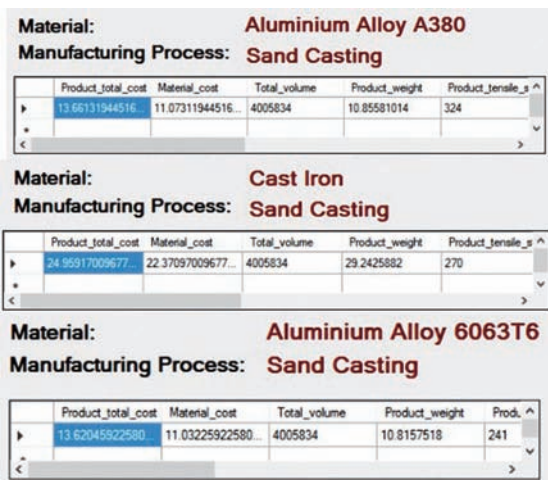 Material: Aluminium Alloy A380
Manufacturing Process: Sand Casting
Product_total_cost Material_cost Total_volume Product_weight Product_tensile_s
13.66131944516... 11.07311944516... 4005834 10.85581014 324
Material: Cast Iron
Manufacturing Process: Sand Casting
Product_total_cost Material_cost Total_volume Product_weight Product_tensile_s
24.95917009677... 22.37097009677... 4005834 29.2425882 270
Material: Aluminium Alloy 6063T6
Manufacturing Process: Sand Casting
Product_total_cost Material_cost Total_volume Product_weight Prod.
13.62045922580... 11.03225922580... 4005834 10.8157518 241